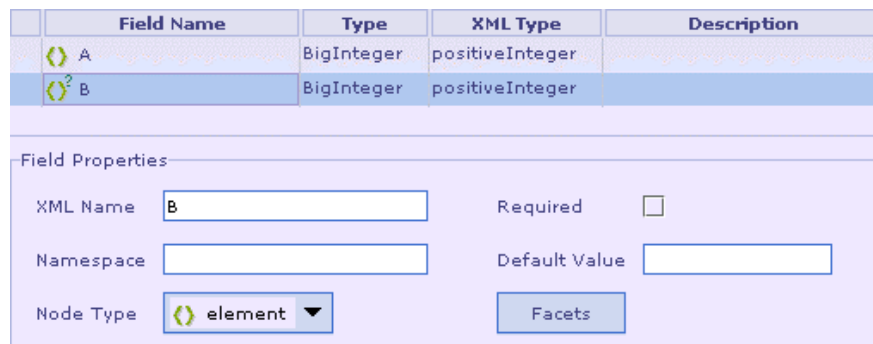 Field Name Type XML Type Description
A BigInteger positiveInteger
? B BigInteger positiveInteger
Field Properties
XML Name B Required
Namespace Default Value
Node Type element Facets